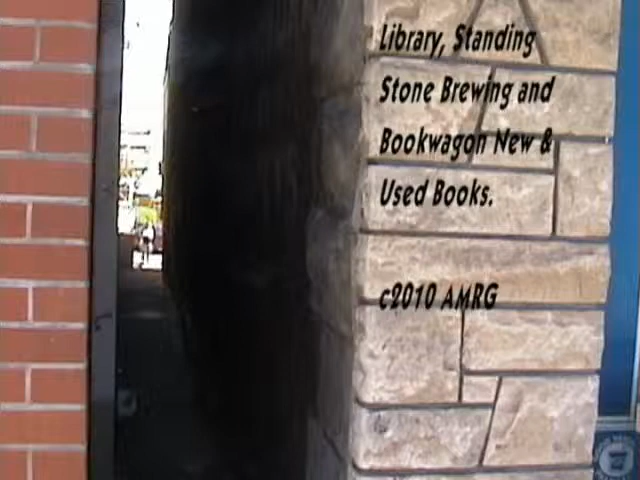 Library, Standing
Stone Brewing and
Bookwagon New &
Used Books.
c2010 AMRG